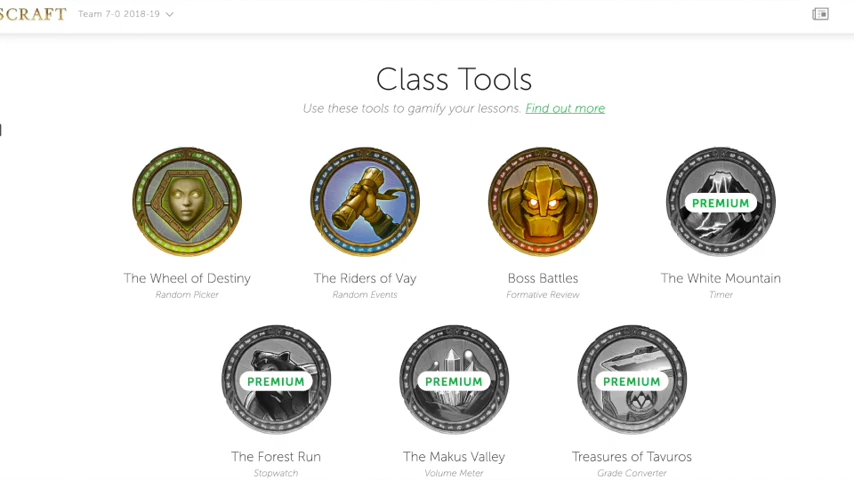 SCRAFT Team 7-0 2018-19
Class Tools
Use these tools to gamify your lessons. Find out more
PREMIUM
The Wheel of Destiny
Random Picker
The Riders of Vay
Random Events
Boss Battles
Formative Review
The White Mountain
Timer
PREMIUM
PREMIUM
PREMIUM
The Forest Run
Stopwatch
The Makus Valley
Volume Meter
Treasures of Tavuros
Grade Converter